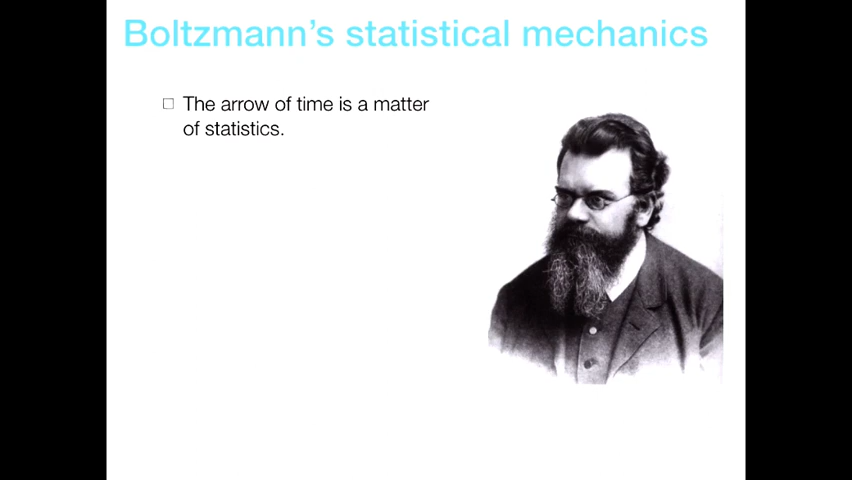 Boltzmann’s statistical mechanics
The arrow of time is a matter
of statistics.